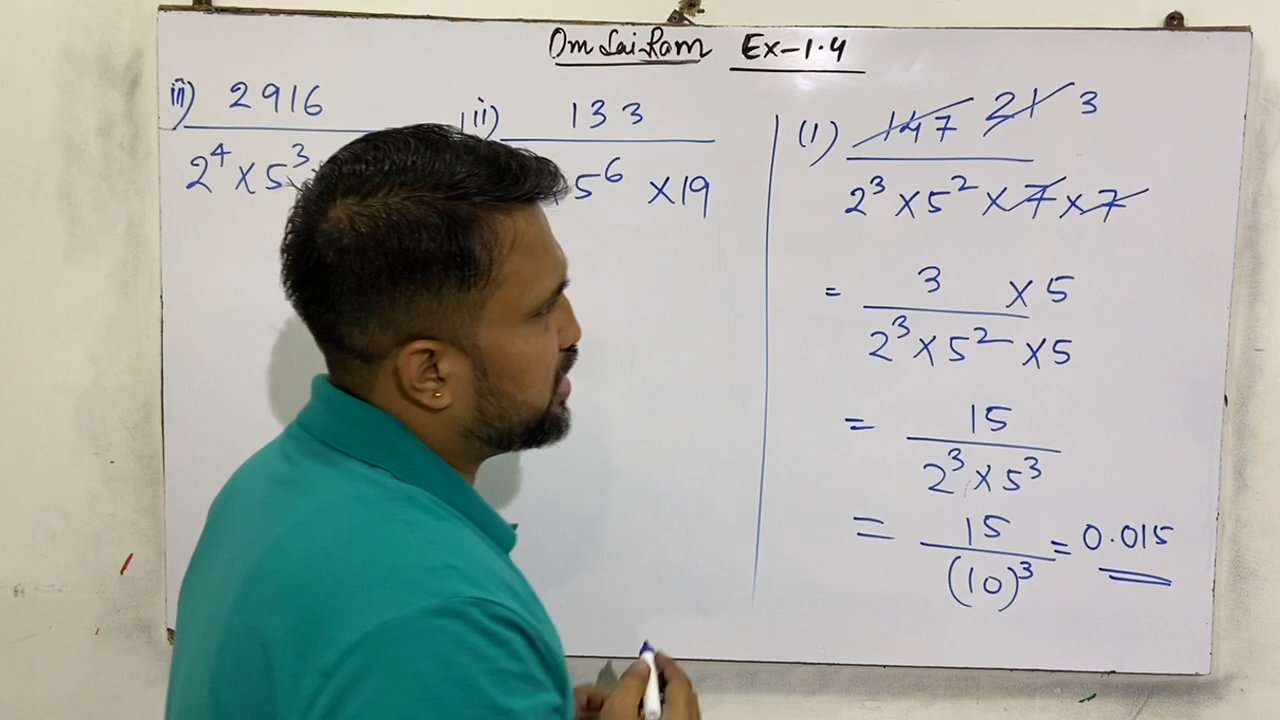 Om Sai Ram Ex-1.4
iii) 2916
2⁴ x 5³
ii) 133
5⁶ x 19
(1) 147 21 3
2³ x 5² x 7 x 7
= 3 x 5
2³ x 5² x 5
= 15
2³ x 5³
= 15 = 0.015
(10)³